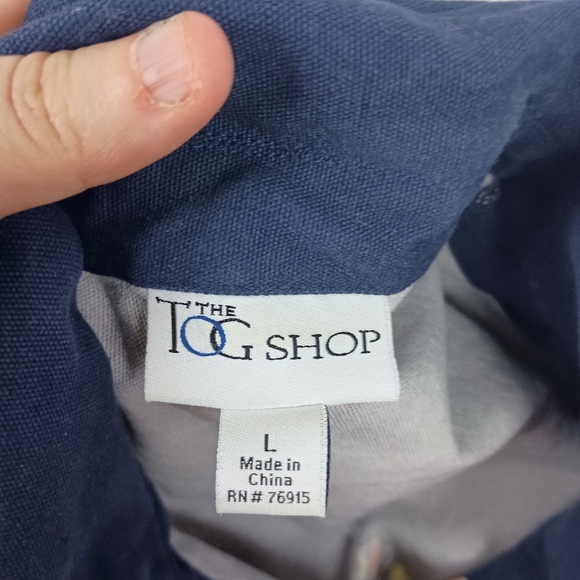 THE
TOG SHOP
L
Made in
China
RN# 76915